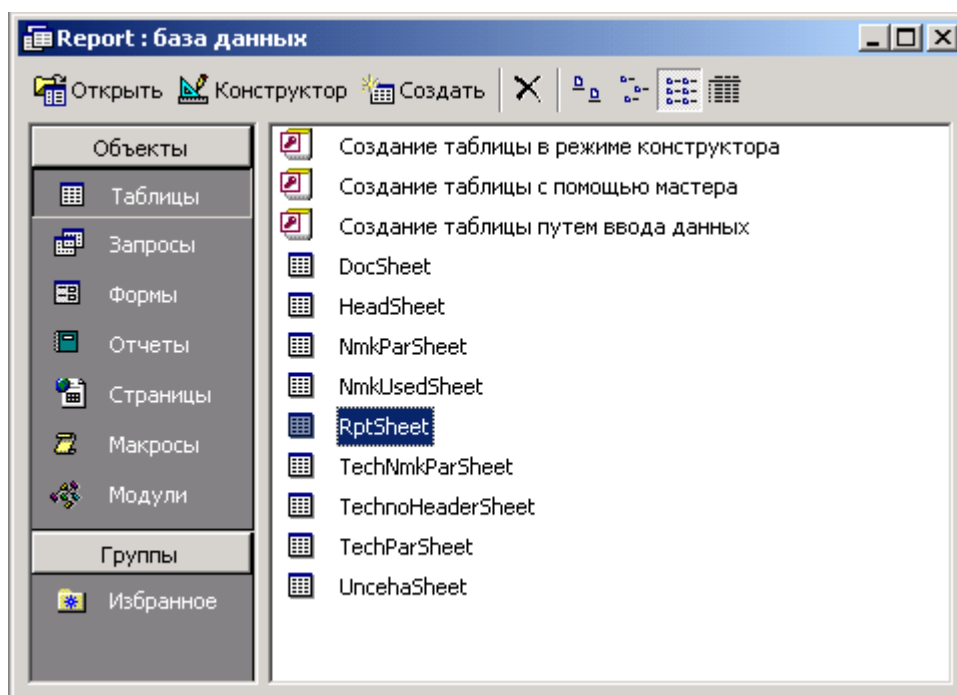 Report : база данных
Открыть Конструктор Создать
Объекты
Таблицы
Запросы
Формы
Отчеты
Страницы
Макросы
Модули
Группы
Избранное
Создание таблицы в режиме конструктора
Создание таблицы с помощью мастера
Создание таблицы путем ввода данных
DocSheet
HeadSheet
NmkParSheet
NmkUsedSheet
RptSheet
TechNmkParSheet
TechnoHeaderSheet
TechParSheet
UncehaSheet